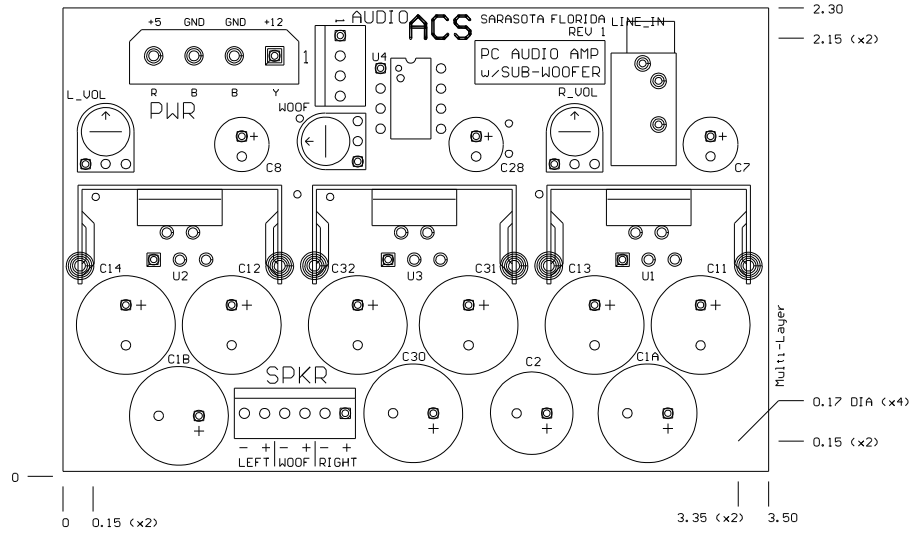 +5 GND GND +12
AUDIO
1
ACS
SARASOTA FLORIDA
REV 1
LINE_IN
2.30
2.15 (x2)
U4
1
PC AUDIO AMP
w/SUB-WOOFER
R B B Y
L_VOL
PWR
WOOF
R_VOL
+ C8
+ C28
+ C7
C14 U2 C12 C32 U3 C31 C13 U1 C11
+ + + + + +
Multi-Layer
C1B SPKR C30 C2 C1A
0.17 DIA (x4)
+ + + +
0.15 (x2)
- + - + - +
LEFT | WOOF | RIGHT
0
0 0.15 (x2) 3.35 (x2) 3.50